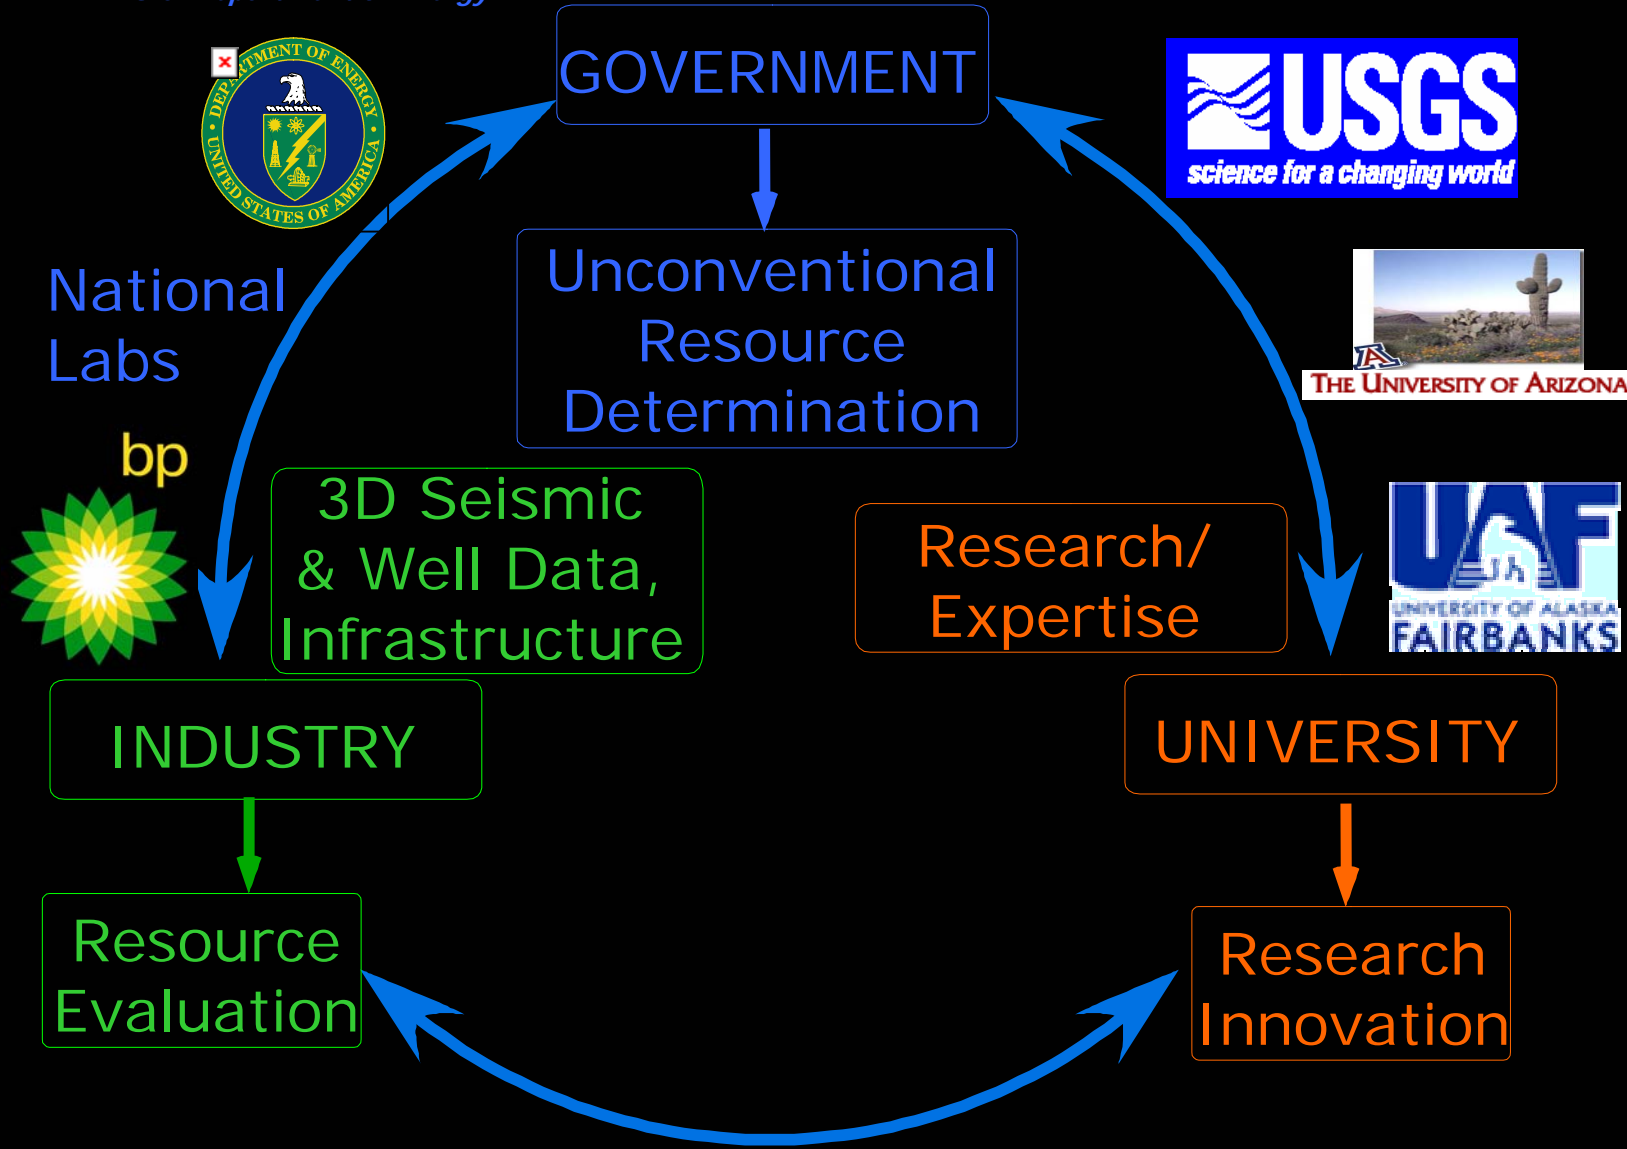 GOVERNMENT
DEPARTMENT OF ENERGY
UNITED STATES OF AMERICA
USGS
science for a changing world
National
Labs
Unconventional
Resource
Determination
A
THE UNIVERSITY OF ARIZONA
bp
3D Seismic
& Well Data,
Infrastructure
Research/
Expertise
UAF
UNIVERSITY OF ALASKA
FAIRBANKS
INDUSTRY
UNIVERSITY
Resource
Evaluation
Research
Innovation